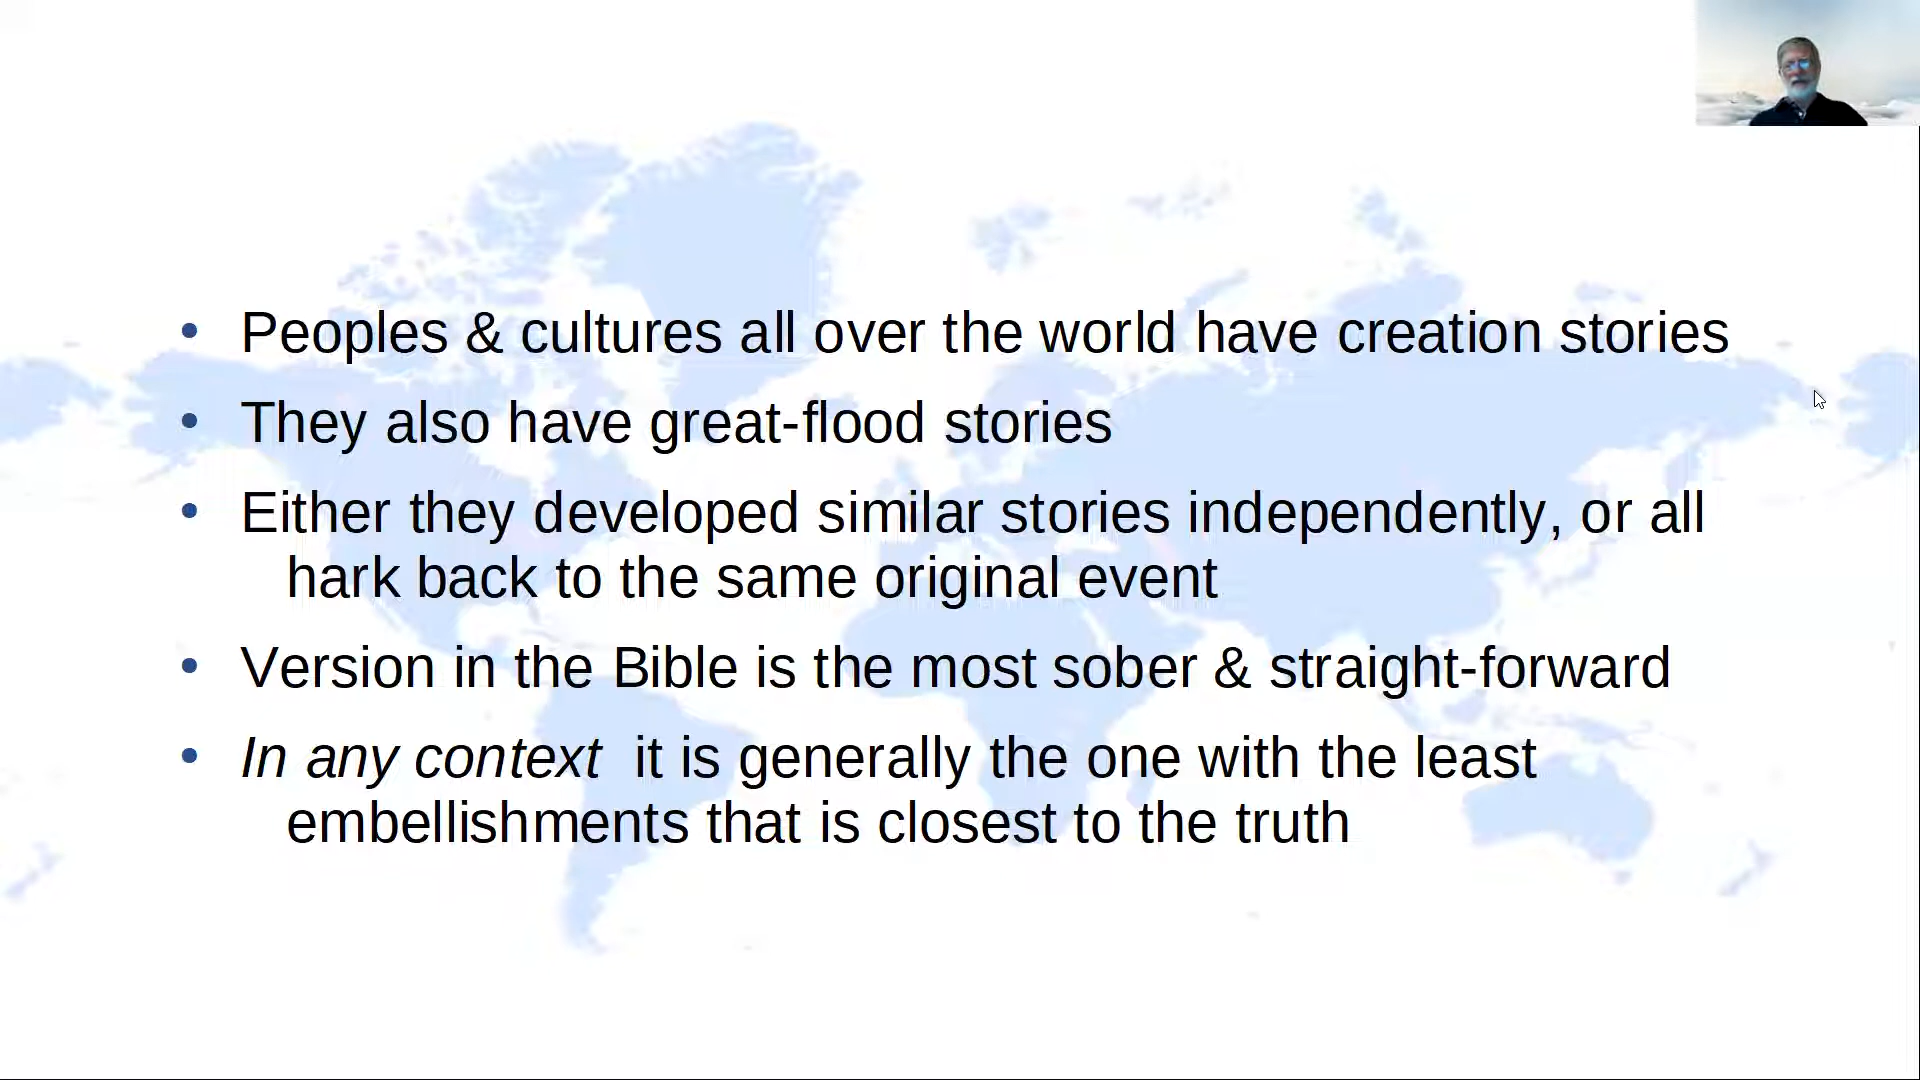 • Peoples & cultures all over the world have creation stories
• They also have great-flood stories
• Either they developed similar stories independently, or all
hark back to the same original event
• Version in the Bible is the most sober & straight-forward
• In any context it is generally the one with the least
embellishments that is closest to the truth